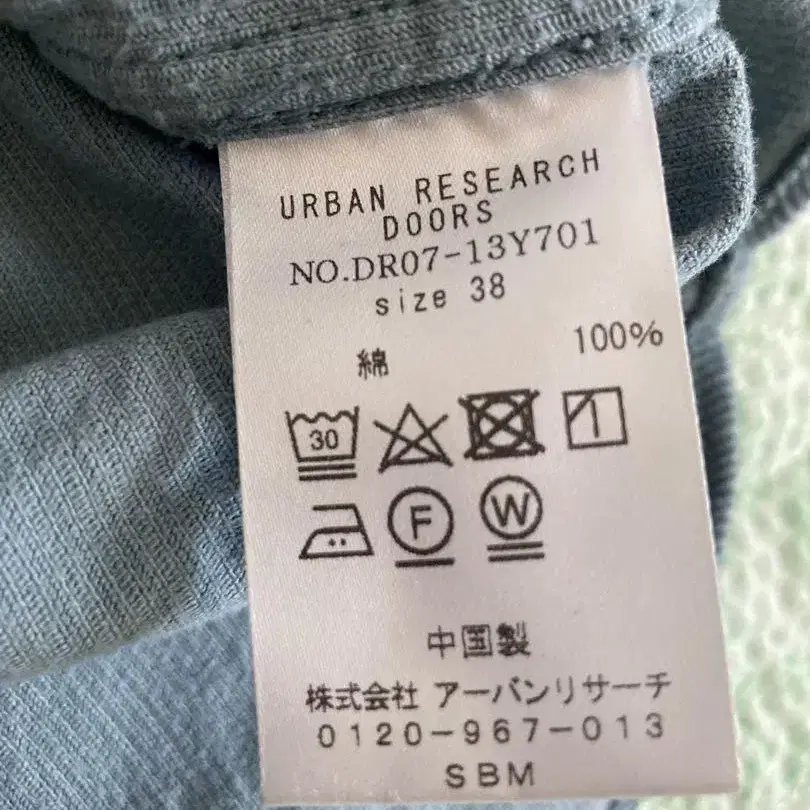 URBAN RESEARCH
DOORS
NO.DR07-13Y701
size 38
綿 100%
30
F W
中国製
株式会社 アーバンリサーチ
0120-967-013
SBM